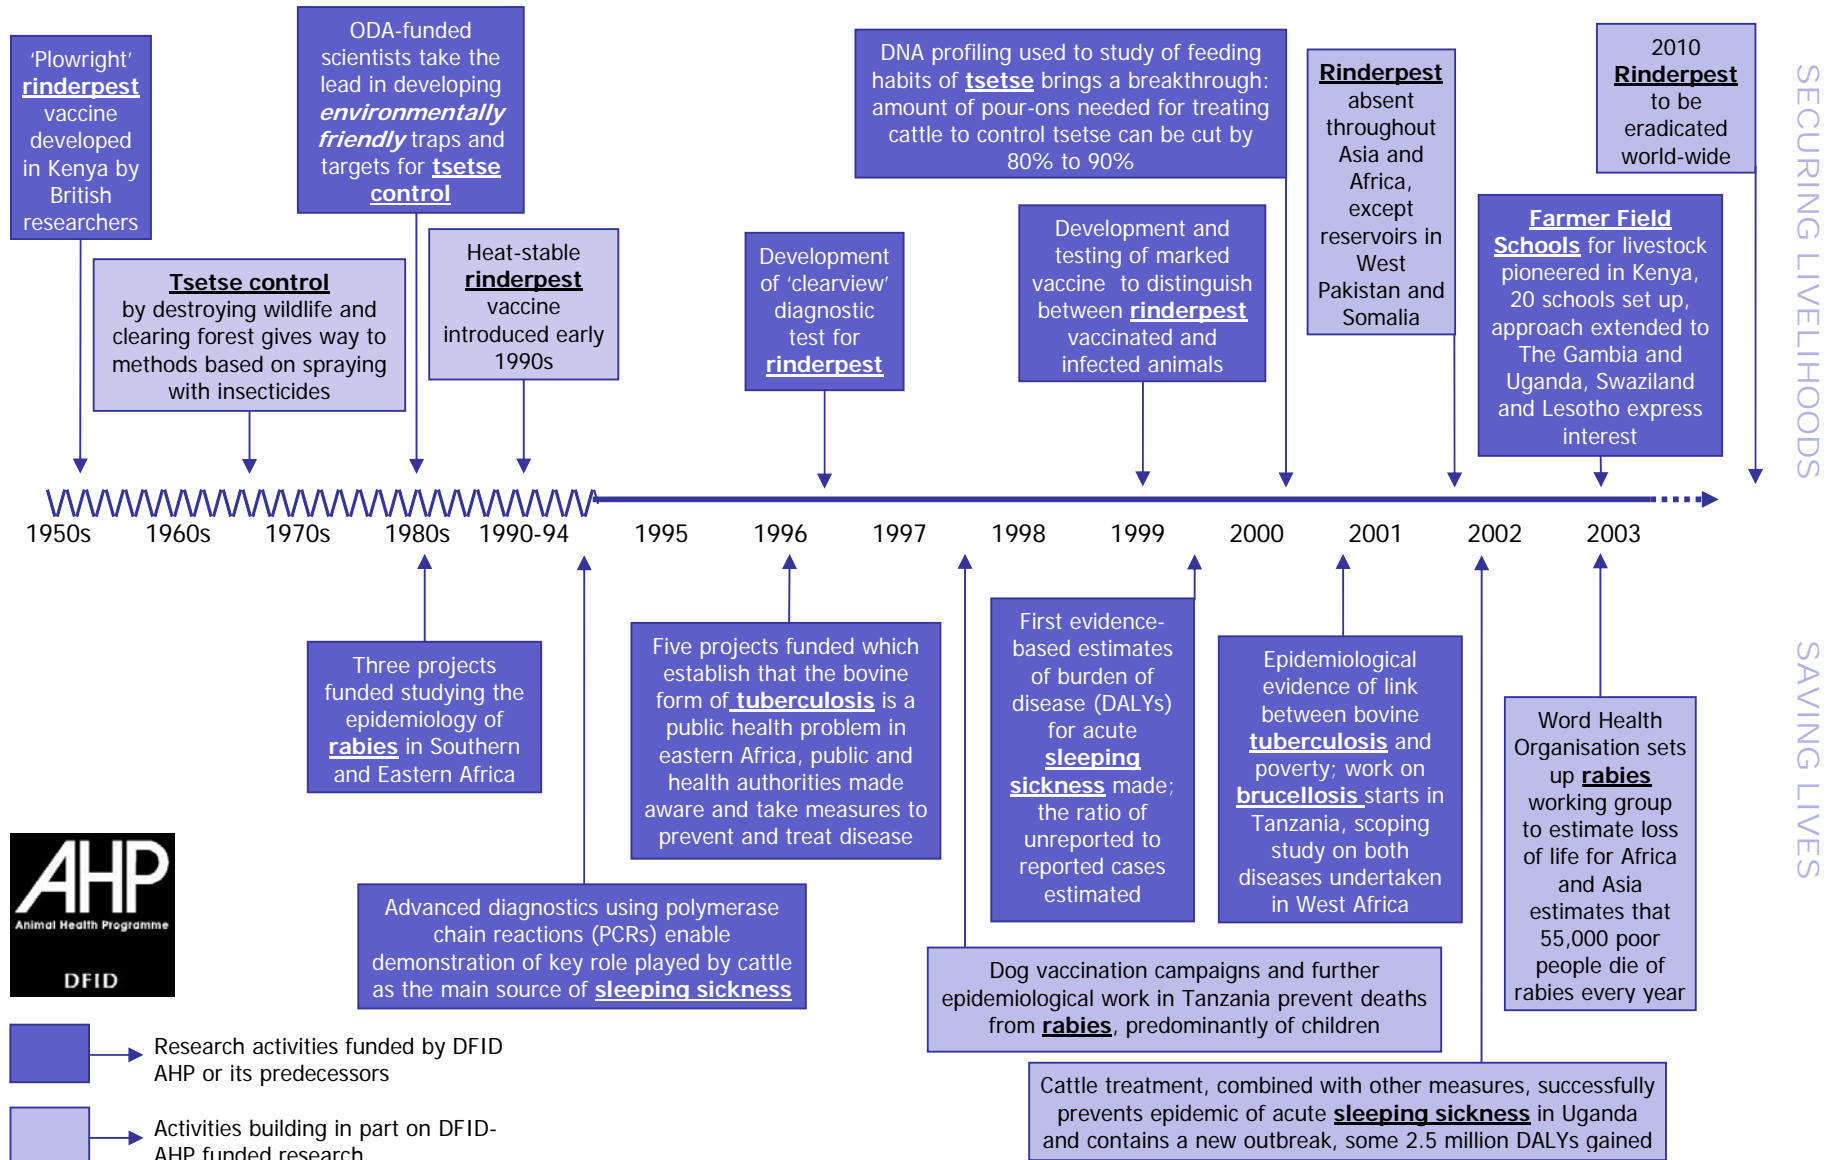 'Plowright'
rinderpest
vaccine
developed
in Kenya by
British
researchers
ODA-funded
scientists take the
lead in developing
environmentally
friendly traps and
targets for tsetse
control
DNA profiling used to study of feeding
habits of tsetse brings a breakthrough:
amount of pour-ons needed for treating
cattle to control tsetse can be cut by
80% to 90%
Rinderpest
absent
throughout
Asia and
Africa,
except
reservoirs in
West
Pakistan and
Somalia
2010
Rinderpest
to be
eradicated
world-wide
SECURING LIVELIHOODS
Tsetse control
by destroying wildlife and
clearing forest gives way to
methods based on spraying
with insecticides
Heat-stable
rinderpest
vaccine
introduced early
1990s
Development
of 'clearview'
diagnostic
test for
rinderpest
Development and
testing of marked
vaccine to distinguish
between rinderpest
vaccinated and
infected animals
Farmer Field
Schools for livestock
pioneered in Kenya,
20 schools set up,
approach extended to
The Gambia and
Uganda, Swaziland
and Lesotho express
interest
1950s 1960s 1970s 1980s 1990-94 1995 1996 1997 1998 1999 2000 2001 2002 2003
Three projects
funded studying the
epidemiology of
rabies in Southern
and Eastern Africa
Five projects funded which
establish that the bovine
form of tuberculosis is a
public health problem in
eastern Africa, public and
health authorities made
aware and take measures to
prevent and treat disease
First evidence-
based estimates
of burden of
disease (DALYs)
for acute
sleeping
sickness made;
the ratio of
unreported to
reported cases
estimated
Epidemiological
evidence of link
between bovine
tuberculosis and
poverty; work on
brucellosis starts in
Tanzania, scoping
study on both
diseases undertaken
in West Africa
Word Health
Organisation sets
up rabies
working group
to estimate loss
of life for Africa
and Asia
estimates that
55,000 poor
people die of
rabies every year
SAVING LIVES
Advanced diagnostics using polymerase
chain reactions (PCRs) enable
demonstration of key role played by cattle
as the main source of sleeping sickness
Dog vaccination campaigns and further
epidemiological work in Tanzania prevent deaths
from rabies, predominantly of children
Cattle treatment, combined with other measures, successfully
prevents epidemic of acute sleeping sickness in Uganda
and contains a new outbreak, some 2.5 million DALYs gained
AHP
Animal Health Programme
DFID
Research activities funded by DFID
AHP or its predecessors
Activities building in part on DFID-
AHP funded research